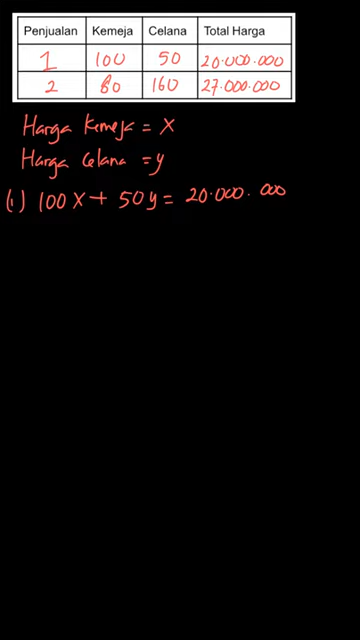 Penjualan Kemeja Celana Total Harga
1 100 50 20.000.000
2 80 160 27.000.000
Harga Kemeja = x
Harga Celana = y
(1) 100 x + 50 y = 20.000.000